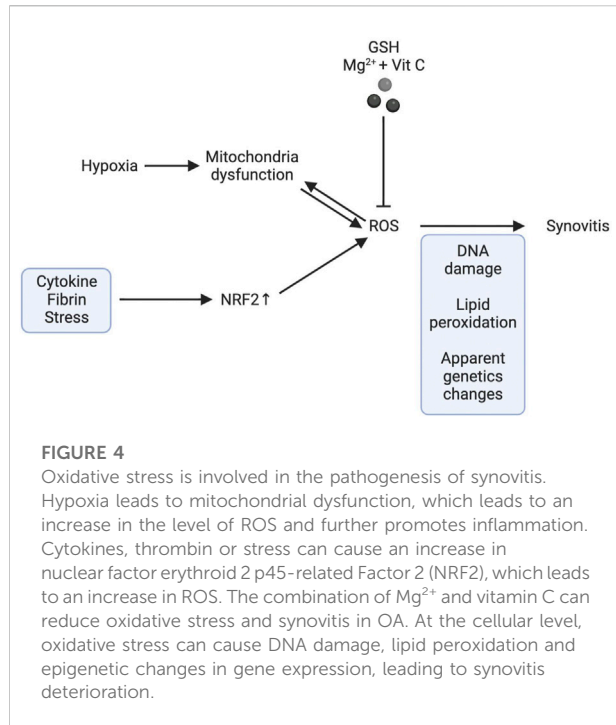 GSH
Mg²⁺ + Vit C
Hypoxia
Mitochondria
dysfunction
ROS
Synovitis
Cytokine
Fibrin
Stress
NRF2↑
DNA
damage
Lipid
peroxidation
Apparent
genetics
changes
FIGURE 4
Oxidative stress is involved in the pathogenesis of synovitis.
Hypoxia leads to mitochondrial dysfunction, which leads to an
increase in the level of ROS and further promotes inflammation.
Cytokines, thrombin or stress can cause an increase in
nuclear factor erythroid 2 p45-related Factor 2 (NRF2), which leads
to an increase in ROS. The combination of Mg²⁺ and vitamin C can
reduce oxidative stress and synovitis in OA. At the cellular level,
oxidative stress can cause DNA damage, lipid peroxidation and
epigenetic changes in gene expression, leading to synovitis
deterioration.